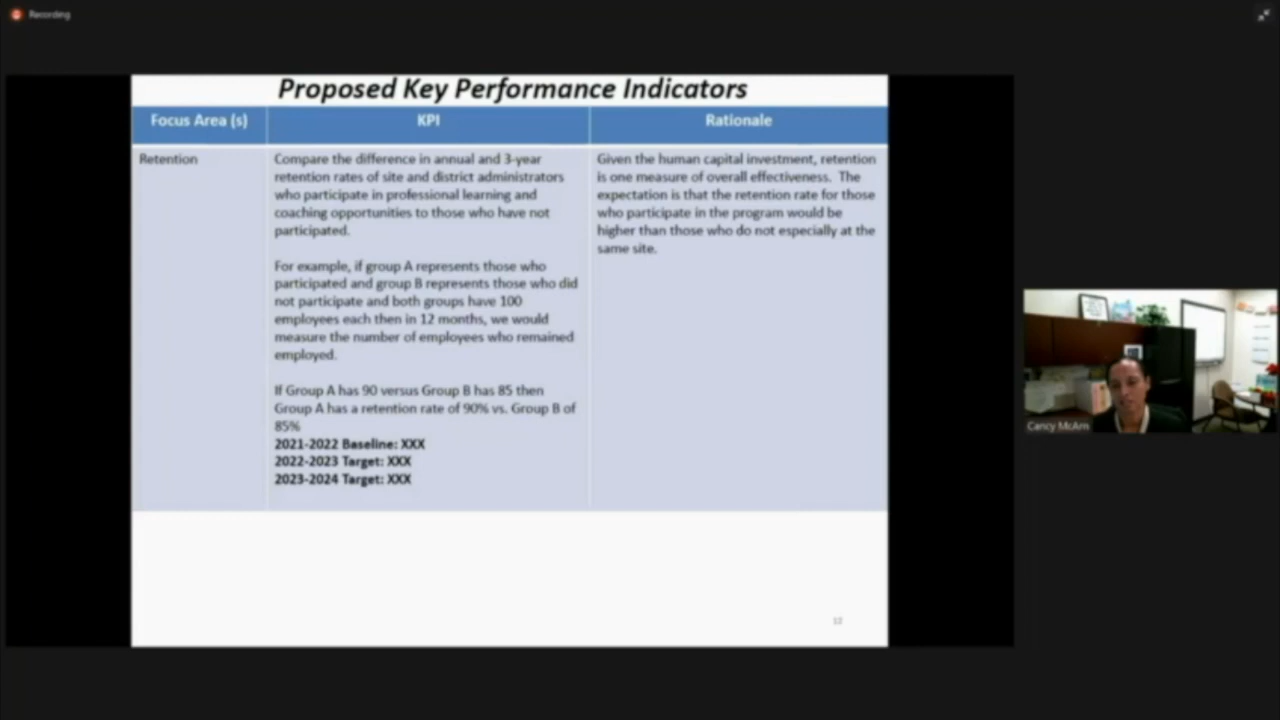 Recording
Proposed Key Performance Indicators
Focus Area (s)
KPI
Rationale
Retention
Compare the difference in annual and 3-year
retention rates of site and district administrators
who participate in professional learning and
coaching opportunities to those who have not
participated.
For example, if group A represents those who
participated and group B represents those who did
not participate and both groups have 100
employees each then in 12 months, we would
measure the number of employees who remained
employed.
If Group A has 90 versus Group B has 85 then
Group A has a retention rate of 90% vs. Group B of
85%
2021-2022 Baseline: XXX
2022-2023 Target: XXX
2023-2024 Target: XXX
Given the human capital investment, retention
is one measure of overall effectiveness. The
expectation is that the retention rate for those
who participate in the program would be
higher than those who do not especially at the
same site.
12
Cancy McArn